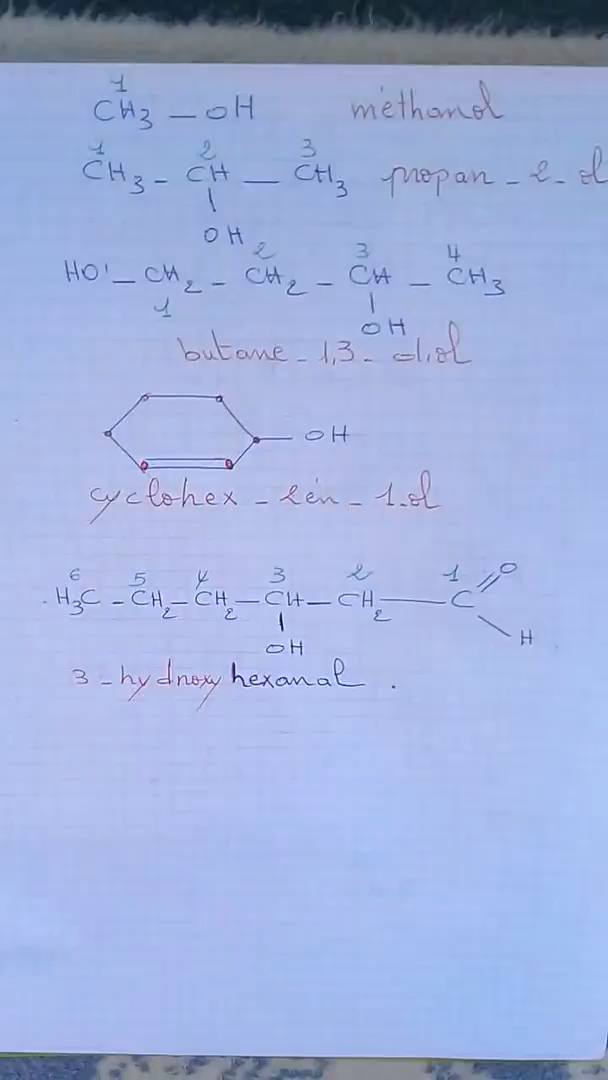 1
CH3 - OH méthanol
1 2 3
CH3 - CH - CH3 propan-2-ol
OH
2 3 4
HO - CH2 - CH2 - CH - CH3
1
OH
butane-1,3-diol
OH
cyclohex-2én-1-ol
6 5 4 3 2 1 O
H3C - CH2 - CH2 - CH - CH2 - C
H
OH
3-hydroxy hexanal.